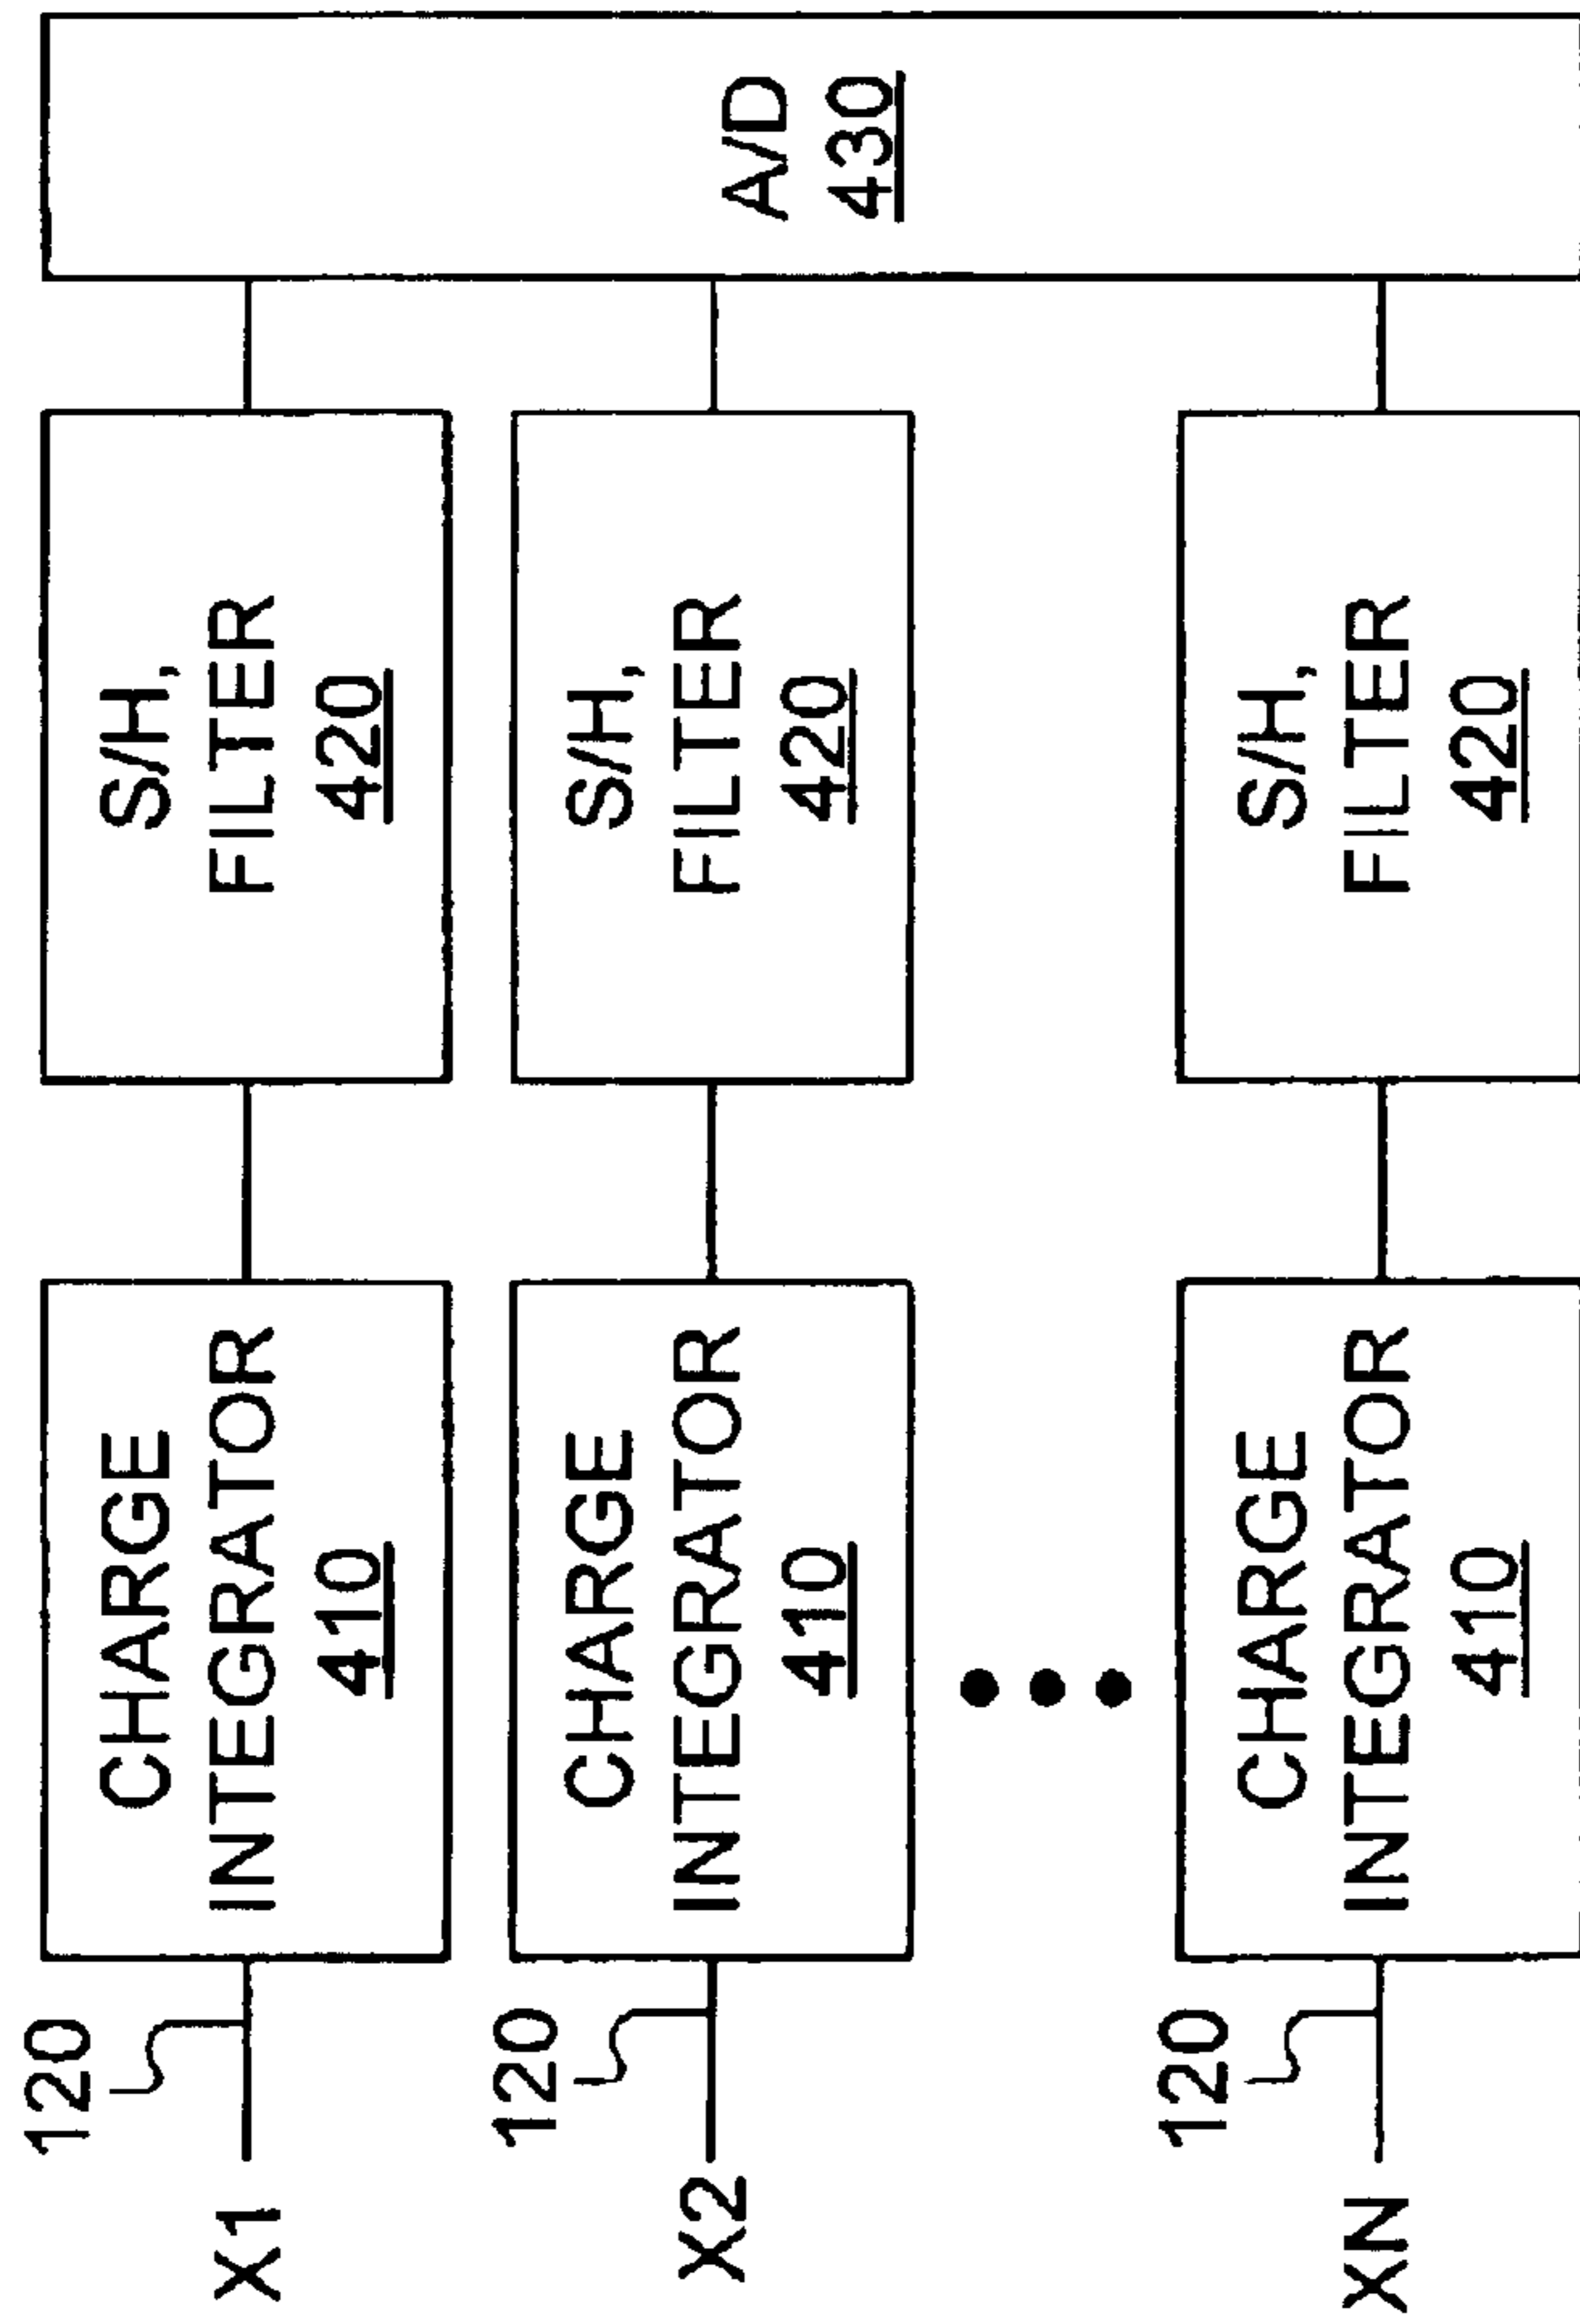 X1
120
CHARGE
INTEGRATOR
410
S/H,
FILTER
420
X2
120
CHARGE
INTEGRATOR
410
S/H,
FILTER
420
XN
120
CHARGE
INTEGRATOR
410
S/H,
FILTER
420
A/D
430